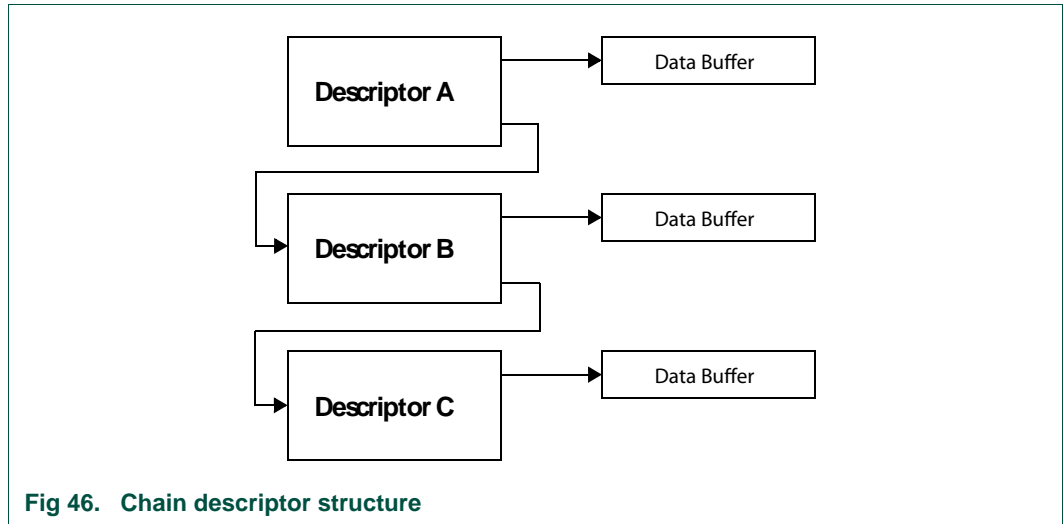 Descriptor A
Data Buffer
Descriptor B
Data Buffer
Descriptor C
Data Buffer
Fig 46. Chain descriptor structure